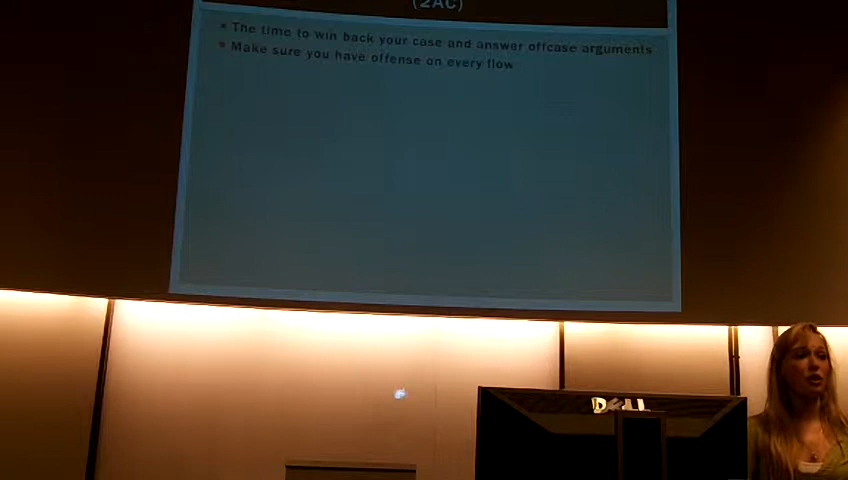 (2AC)
The time to win back your case and answer offcase arguments
Make sure you have offense on every flow
DELL